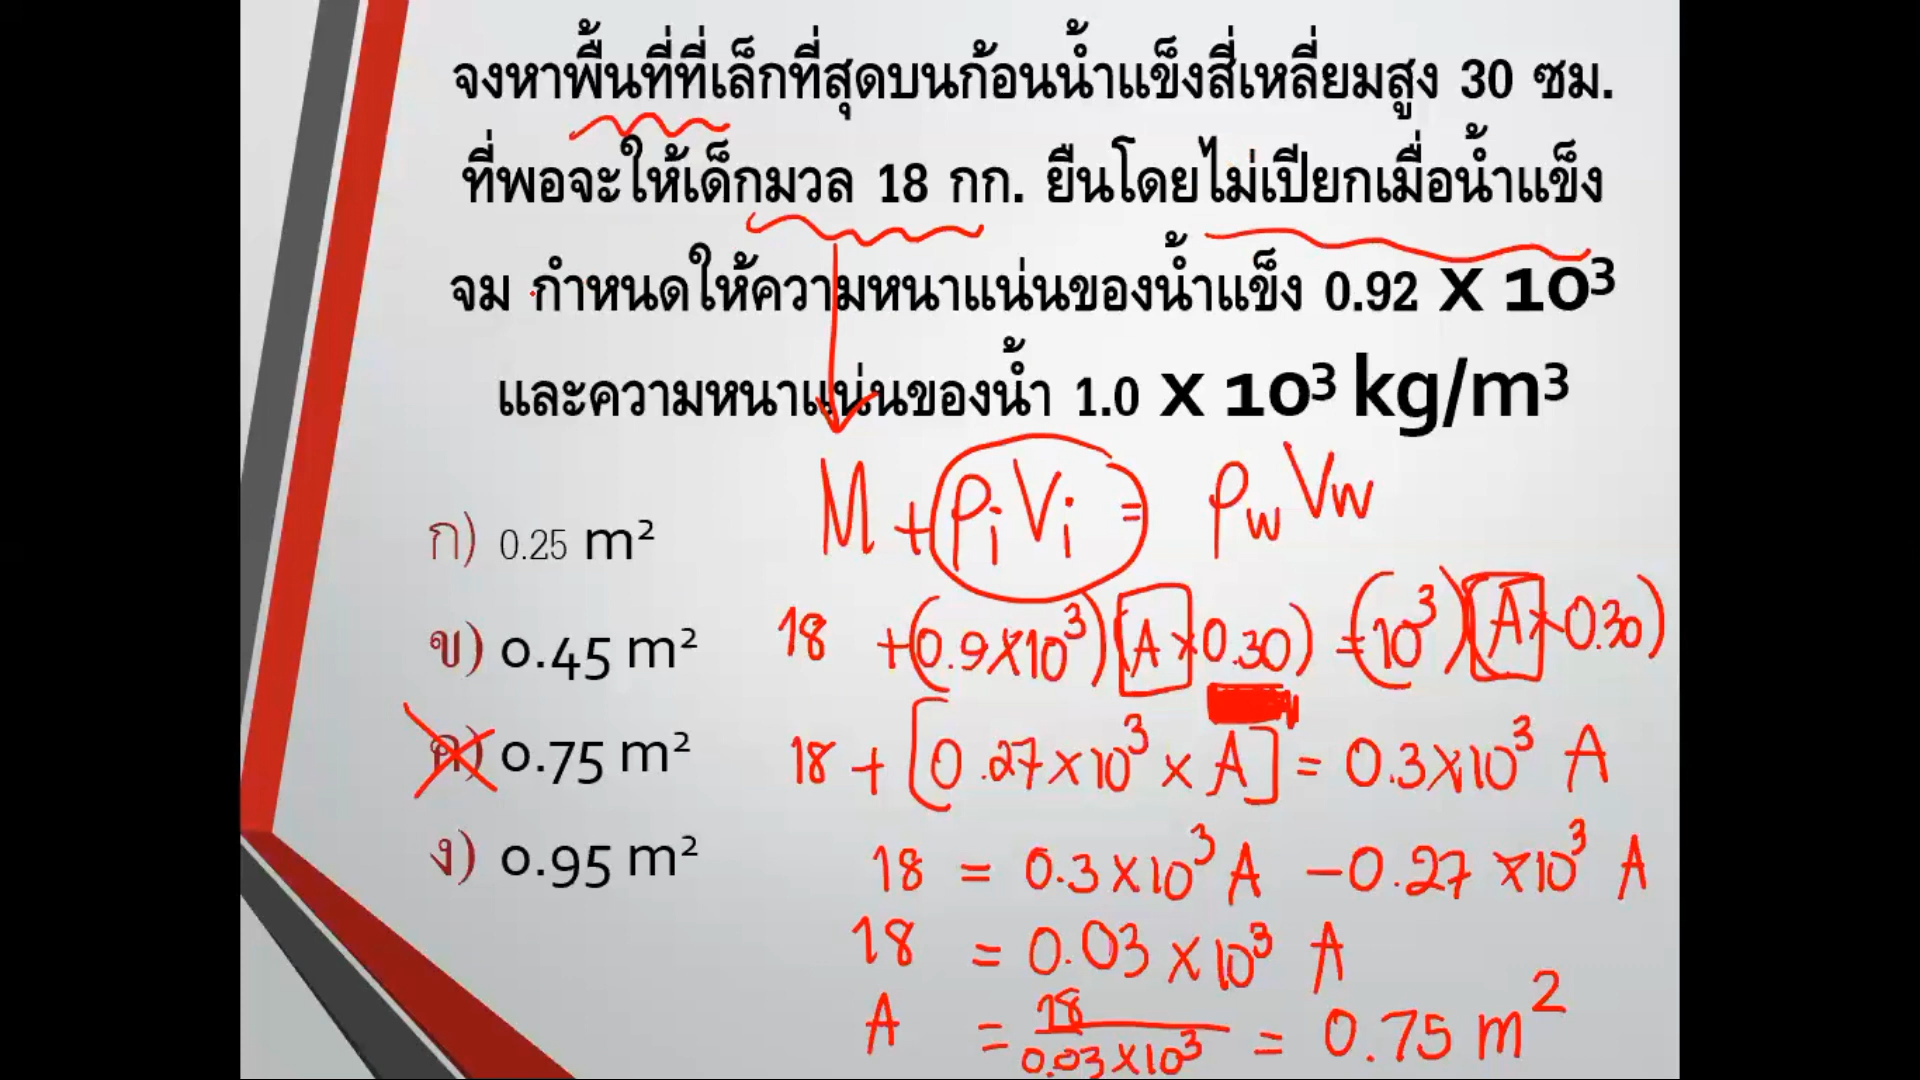 จงหาพื้นที่ที่เล็กที่สุดบนก้อนน้ำแข็งสี่เหลี่ยมสูง 30 ซม.
ที่พอจะให้เด็กมวล 18 กก. ยืนโดยไม่เปียกเมื่อน้ำแข็ง
จม กำหนดให้ความหนาแน่นของน้ำแข็ง 0.92 X 10³
และความหนาแน่นของน้ำ 1.0 X 10³ kg/m³
M + ρᵢVᵢ = ρwVw
ก) 0.25 m²
18 + (0.9×10³)(A×0.30) = (10³)(A×0.30)
ข) 0.45 m²
ค) 0.75 m²
18 + [0.27×10³ × A] = 0.3×10³ A
ง) 0.95 m²
18 = 0.3×10³ A - 0.27 ×10³ A
18 = 0.03 ×10³ A
A = 18/0.03×10³ = 0.75 m²